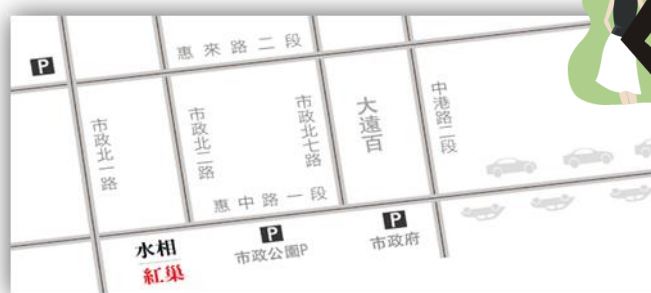 P
惠來路二段
市政北一路
市政北二路
市政北七路
大遠百
中港路二段
惠中路一段
水相
紅巢
P
市政公園P
P
市政府